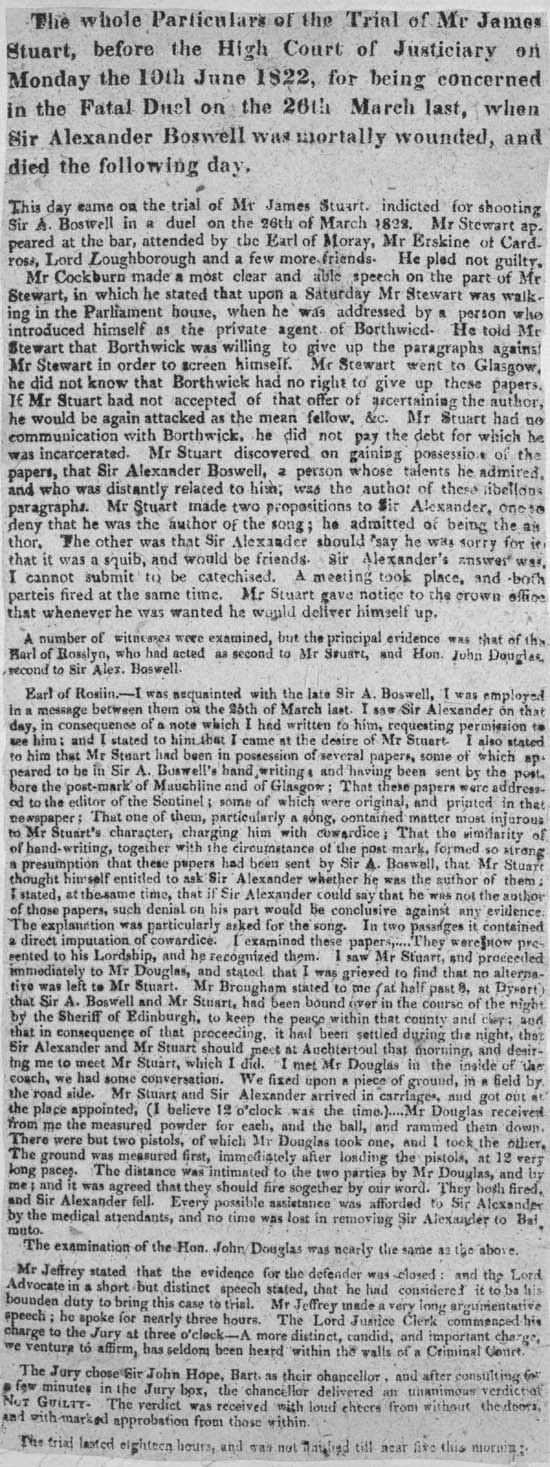 The whole Particulars of the Trial of Mr James
Stuart, before the High Court of Justiciary on
Monday the 10th June 1822, for being concerned
in the Fatal Duel on the 26th March last, when
Sir Alexander Boswell was mortally wounded, and
died the following day.
This day came on the trial of Mr James Stuart. indicted for shooting
Sir A. Boswell in a duel on the 26th of March 1822. Mr Stewart ap-
peared at the bar, attended by the Earl of Moray, Mr Erskine of Card-
ross, Lord Loughborough and a few more friends. He pled not guilty.
Mr Cockburn made a most clear and able speech on the part of Mr
Stewart, in which he stated that upon a Saturday Mr Stewart was walk-
ing in the Parliament house, when he was addressed by a person who
introduced himself as the private agent of Borthwicd. He told Mr
Stewart that Borthwick was willing to give up the paragraphs against
Mr Stewart in order to screen himself. Mr Stewart went to Glasgow,
he did not know that Borthwick had no right to give up these papers.
If Mr Stuart had not accepted of that offer of ascertaining the author,
he would be again attacked as the mean fellow, &c. Mr Stuart had no
communication with Borthwick, he did not pay the debt for which he
was incarcerated. Mr Stuart discovered on gaining possession of the
papers, that Sir Alexander Boswell, a person whose talents he admired,
and who was distantly related to him, was the author of these libellous
paragraphs. Mr Stuart made two propositions to Sir Alexander, one to
deny that he was the author of the song; he admitted of being the au
thor. The other was that Sir Alexander should say he was sorry for it,
that it was a squib, and would be friends. Sir Alexander's answer was,
I cannot submit to be catechised. A meeting took place, and both
parteis fired at the same time. Mr Stuart gave notice to the crown office
that whenever he was wanted he would deliver himself up.
A number of witnesses were examined, but the principal evidence was that of the
Earl of Rosslyn, who had acted as second to Mr Stuart, and Hon. John Douglas,
second to Sir Alex. Boswell.
Earl of Rosiin.—I was acquainted with the late Sir A. Boswell, I was employed
in a message between them on the 25th of March last. I saw Sir Alexander on that
day, in consequence of a note which I had written to him, requesting permission to
see him; and I stated to him that I came at the desire of Mr Stuart. I also stated
to him that Mr Stuart had been in possession of several papers, some of which ap-
peared to be in Sir A. Boswell's hand writing and having been sent by the post,
bore the post-mark of Mauchline and of Glasgow; That these papers were address-
ed to the editor of the Sentinel; some of which were original, and printed in that
newspaper; That one of them, particularly a song, contained matter most injurous
to Mr Stuart's character, charging him with cowardice; That the similarity of
of hand-writing, together with the circumstance of the post mark, formed so strong
a presumption that these papers had been sent by Sir A. Boswell, that Mr Stuart
thought himself entitled to ask Sir Alexander whether he was the author of them;
I stated, at the same time, that if Sir Alexander could say that he was not the author
of those papers, such denial on his part would be conclusive against any evidence.
The explanation was particularly asked for the song. In two passages it contained
a direct imputation of cowardice. I examined these papers,....They were now pre-
sented to his Lordship, and he recognized them. I saw Mr Stuart, and proceeded
immediately to Mr Douglas, and stated that I was grieved to find that no alterna-
tive was left to Mr Stuart. Mr Brougham stated to me (at half past 8, at Dysart)
that Sir A. Boswell and Mr Stuart, had been bound over in the course of the night
by the Sheriff of Edinburgh, to keep the peace within that county and city; and
that in consequence of that proceeding, it had been settled during the night, that
Sir Alexander and Mr Stuart should meet at Auchtertoul that morning, and desir-
ing me to meet Mr Stuart, which I did. I met Mr Douglas in the inside of the
coach, we had some conversation. We fixed upon a piece of ground, in a field by
the road side. Mr Stuart and Sir Alexander arrived in carriages, and got out at
the place appointed, (I believe 12 o'clock was the time.)....Mr Douglas received
from me the measured powder for each, and the ball, and rammed them down.
There were but two pistols, of which Mr Douglas took one, and I took the other.
The ground was measured first, immediately after loading the pistols, at 12 very
long paces. The distance was intimated to the two parties by Mr Douglas, and by
me; and it was agreed that they should fire sogether by our word. They both fired,
and Sir Alexander fell. Every possible assistance was afforded to Sir Alexander
by the medical attendants, and no time was lost in removing Sir Alexander to Bal
muto.
The examination of the Hon. John Douglas was nearly the same as the above.
Mr Jeffrey stated that the evidence for the defender was closed: and the Lord
Advocate in a short but distinct speech stated, that he had considered it to be his
bounden duty to bring this case to trial. Mr Jeffrey made a very long argumentative
speech; he spoke for nearly three hours. The Lord Justice Clerk commenced his
charge to the Jury at three o'clock—A more distinct, candid, and important charge,
we venture to affirm, has seldom been heard within the walls of a Criminal Court.
The Jury chose Sir John Hope, Bart. as their chancellor, and after consulting for
a few minutes in the Jury box, the chancellor delivered an unanimous verdict of
NOT GUILTY. The verdict was received with loud cheers from without the doors,
and with marked approbation from those within.
The trial lasted eighteen hours, and was not finished till near five this morning.